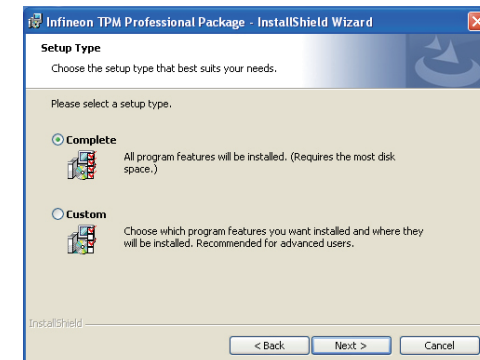 Infineon TPM Professional Package - InstallShield Wizard
Setup Type
Choose the setup type that best suits your needs.
Please select a setup type.
Complete
All program features will be installed. (Requires the most disk
space.)
Custom
Choose which program features you want installed and where they
will be installed. Recommended for advanced users.
InstallShield
< Back Next > Cancel